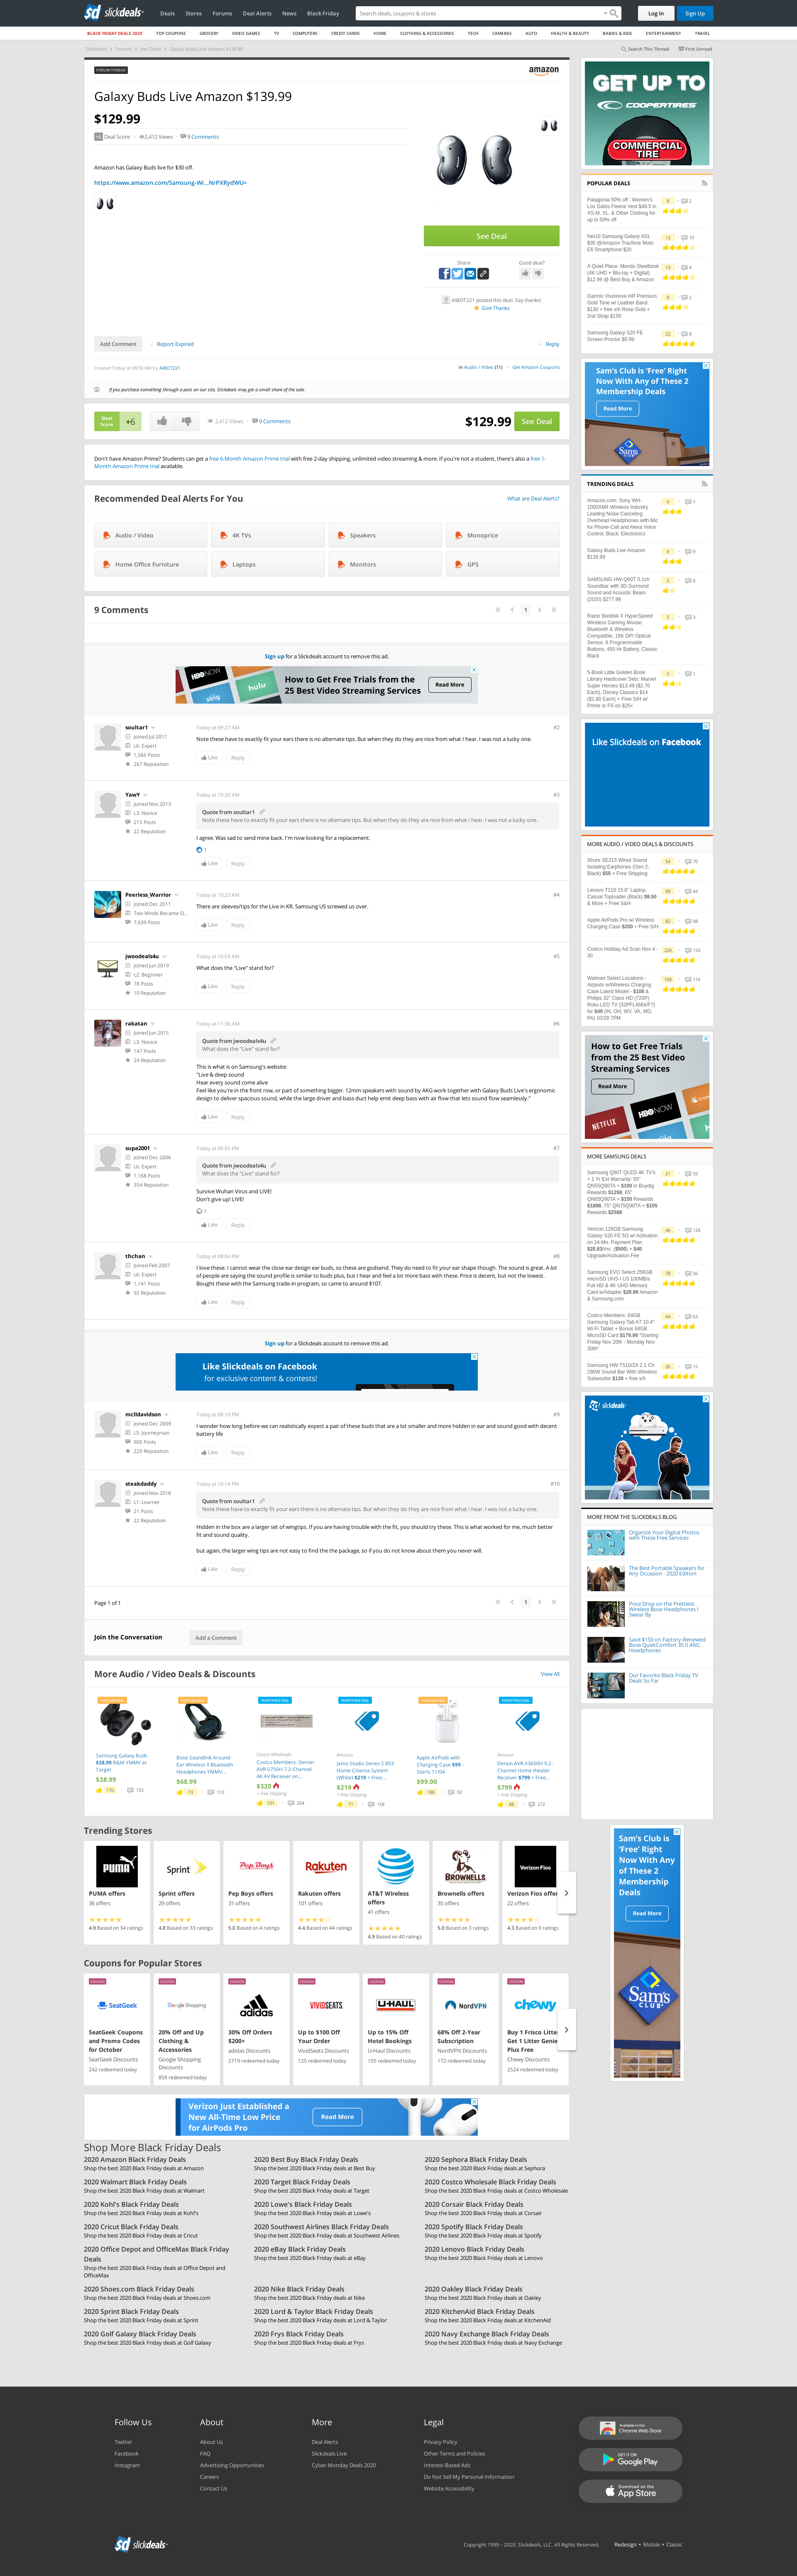 slickdeals
Deals
Stores
Forums
Deal Alerts
News
Black Friday
Search deals, coupons & stores
Log In
Sign Up
BLACK FRIDAY DEALS 2020
TOP COUPONS
GROCERY
VIDEO GAMES
TV
COMPUTERS
CREDIT CARDS
HOME
CLOTHING & ACCESSORIES
TECH
CAMERAS
AUTO
HEALTH & BEAUTY
BABIES & KIDS
ENTERTAINMENT
TRAVEL
Slickdeals > Forums > Hot Deals > Galaxy Buds Live Amazon $139.99
Search This Thread
First Unread
FORUM THREAD
amazon
Galaxy Buds Live Amazon $139.99
$129.99
+6 Deal Score
2,412 Views
9 Comments
Amazon has Galaxy Buds live for $30 off.
https://www.amazon.com/Samsung-Wi...NrPXRydWU=
See Deal
Share
Good deal?
AIBOT221 posted this deal. Say thanks!
Give Thanks
Add Comment
Report Expired
Reply
Created Today at 08:56 AM by AIBOT221
in Audio / Video (11)
Get Amazon Coupons
If you purchase something through a post on our site, Slickdeals may get a small share of the sale.
Deal Score
+6
2,412 Views
9 Comments
$129.99
See Deal
Don't have Amazon Prime? Students can get a free 6-Month Amazon Prime trial with free 2-day shipping, unlimited video streaming & more. If you're not a student, there's also a free 1-
Month Amazon Prime trial available.
Recommended Deal Alerts For You
What are Deal Alerts?
Audio / Video
4K TVs
Speakers
Monoprice
Home Office Furniture
Laptops
Monitors
GPS
9 Comments
1
Sign up for a Slickdeals account to remove this ad.
HBO NOW
hulu
sling
How to Get Free Trials from the
25 Best Video Streaming Services
Read More
soultar1
Joined Jul 2011
L6: Expert
1,566 Posts
267 Reputation
Today at 09:27 AM
#2
Note these have to exactly fit your ears there is no alternate tips. But when they do they are nice from what I hear. I was not a lucky one.
Like
Reply
YawY
Joined Nov 2013
L3: Novice
215 Posts
22 Reputation
Today at 10:20 AM
#3
Quote from soultar1
Note these have to exactly fit your ears there is no alternate tips. But when they do they are nice from what I hear. I was not a lucky one.
I agree. Was sad to send mine back. I'm now looking for a replacement.
1
Like
Reply
Peerless_Warrior
Joined Dec 2011
Two Minds Became O...
7,639 Posts
Today at 10:23 AM
#4
There are sleeves/tips for the Live in KR. Samsung US screwed us over.
Like
Reply
jwoodeals4u
Joined Jun 2019
L2: Beginner
78 Posts
10 Reputation
Today at 10:59 AM
#5
What does the "Live" stand for?
Like
Reply
rakatan
Joined Jun 2015
L3: Novice
147 Posts
24 Reputation
Today at 11:38 AM
#6
Quote from jwoodeals4u
What does the "Live" stand for?
This is what is on Samsung's website:
"Live & deep sound
Hear every sound come alive
Feel like you're in the front row, or part of something bigger. 12mm speakers with sound by AKG work together with Galaxy Buds Live's ergonomic
design to deliver spacious sound, while the large driver and bass duct help emit deep bass with air flow that lets sound flow seamlessly."
Like
Reply
supa2001
Joined Dec 2006
L6: Expert
1,168 Posts
354 Reputation
Today at 06:55 PM
#7
Quote from jwoodeals4u
What does the "Live" stand for?
Survive Wuhan Virus and LIVE!
Don't give up! LIVE!
1
Like
Reply
thchan
Joined Feb 2007
L6: Expert
1,141 Posts
92 Reputation
Today at 08:04 PM
#8
I love these. I cannot wear the close ear design ear buds, so these are godsend. They do need to fit your ear shape though. The sound is great. A lot
of people are saying the sound profile is similar to buds plus, but I hear and feel a lot more bass with these. Price is decent, but not the lowest.
Bought these with the Samsung trade-in program, so came to around $107.
Like
Reply
Sign up for a Slickdeals account to remove this ad.
Like Slickdeals on Facebook
for exclusive content & contests!
mclldavidson
Joined Dec 2009
L5: Journeyman
905 Posts
220 Reputation
Today at 08:10 PM
#9
I wonder how long before we can realistically expect a pair of these buds that are a lot smaller and more hidden in ear and sound good with decent
battery life
Like
Reply
steakdaddy
Joined Nov 2018
L1: Learner
21 Posts
22 Reputation
Today at 10:14 PM
#10
Quote from soultar1
Note these have to exactly fit your ears there is no alternate tips. But when they do they are nice from what I hear. I was not a lucky one.
Hidden in the box are a larger set of wingtips. If you are having trouble with the fit, you should try these. This is what worked for me, much better
fit and sound quality.
but again, the larger wing tips are not easy to find the the package, so if you do not know about them you never will.
Like
Reply
Page 1 of 1
1
Join the Conversation
Add a Comment
More Audio / Video Deals & Discounts
View All
Samsung Galaxy Buds
$38.99 B&M YMMV at
Target
$38.99
170
155
Bose Soundlink Around-
Ear Wireless II Bluetooth
Headphones YMMV...
$68.99
73
110
Costco Wholesale
Costco Members: Denon
AVR-S750H 7.2-Channel
4K AV Receiver on...
$320
+ Free Shipping
101
204
Amazon
Jamo Studio Series S 803
Home Cinema System
(White) $219 + Free...
$219
+ Free Shipping
71
158
Apple AirPods with
Charging Case $99 -
Starts 11/04
$99.00
188
92
Amazon
Denon AVR-X3600H 9.2-
Channel Home theater
Receiver $799 + Free...
$799
+ Free Shipping
88
272
Trending Stores
PUMA offers
36 offers
4.9 Based on 34 ratings
Sprint offers
29 offers
4.8 Based on 33 ratings
Pep Boys offers
31 offers
5.0 Based on 4 ratings
Rakuten offers
101 offers
4.4 Based on 44 ratings
AT&T Wireless
offers
41 offers
4.9 Based on 40 ratings
Brownells offers
35 offers
5.0 Based on 3 ratings
Verizon Fios offers
22 offers
4.3 Based on 9 ratings
Coupons for Popular Stores
SeatGeek Coupons
and Promo Codes
for October
SeatGeek Discounts
242 redeemed today
20% Off and Up
Clothing &
Accessories
Google Shopping
Discounts
858 redeemed today
30% Off Orders
$200+
adidas Discounts
2719 redeemed today
Up to $100 Off
Your Order
VividSeats Discounts
125 redeemed today
Up to 15% Off
Hotel Bookings
U-Haul Discounts
105 redeemed today
68% Off 2-Year
Subscription
NordVPN Discounts
172 redeemed today
Buy 1 Frisco Litter,
Get 1 Litter Genie
Plus Free
Chewy Discounts
2524 redeemed today
Verizon Just Established a
New All-Time Low Price
for AirPods Pro
Read More
Shop More Black Friday Deals
2020 Amazon Black Friday Deals
Shop the best 2020 Black Friday deals at Amazon
2020 Best Buy Black Friday Deals
Shop the best 2020 Black Friday deals at Best Buy
2020 Sephora Black Friday Deals
Shop the best 2020 Black Friday deals at Sephora
2020 Walmart Black Friday Deals
Shop the best 2020 Black Friday deals at Walmart
2020 Target Black Friday Deals
Shop the best 2020 Black Friday deals at Target
2020 Costco Wholesale Black Friday Deals
Shop the best 2020 Black Friday deals at Costco Wholesale
2020 Kohl's Black Friday Deals
Shop the best 2020 Black Friday deals at Kohl's
2020 Lowe's Black Friday Deals
Shop the best 2020 Black Friday deals at Lowe's
2020 Corsair Black Friday Deals
Shop the best 2020 Black Friday deals at Corsair
2020 Cricut Black Friday Deals
Shop the best 2020 Black Friday deals at Cricut
2020 Southwest Airlines Black Friday Deals
Shop the best 2020 Black Friday deals at Southwest Airlines
2020 Spotify Black Friday Deals
Shop the best 2020 Black Friday deals at Spotify
2020 Office Depot and OfficeMax Black Friday
Deals
Shop the best 2020 Black Friday deals at Office Depot and
OfficeMax
2020 eBay Black Friday Deals
Shop the best 2020 Black Friday deals at eBay
2020 Lenovo Black Friday Deals
Shop the best 2020 Black Friday deals at Lenovo
2020 Shoes.com Black Friday Deals
Shop the best 2020 Black Friday deals at Shoes.com
2020 Nike Black Friday Deals
Shop the best 2020 Black Friday deals at Nike
2020 Oakley Black Friday Deals
Shop the best 2020 Black Friday deals at Oakley
2020 Sprint Black Friday Deals
Shop the best 2020 Black Friday deals at Sprint
2020 Lord & Taylor Black Friday Deals
Shop the best 2020 Black Friday deals at Lord & Taylor
2020 KitchenAid Black Friday Deals
Shop the best 2020 Black Friday deals at KitchenAid
2020 Golf Galaxy Black Friday Deals
Shop the best 2020 Black Friday deals at Golf Galaxy
2020 Frys Black Friday Deals
Shop the best 2020 Black Friday deals at Frys
2020 Navy Exchange Black Friday Deals
Shop the best 2020 Black Friday deals at Navy Exchange
GET UP TO
COOPERTIRES
COMMERCIAL
TIRE
POPULAR DEALS
Patagonia 50% off : Women's
Los Gatos Fleece Vest $49.5 in
XS-M, XL. & Other Clothing for
up to 50% off
8
2
Net10 Samsung Galaxy A01
$30 @Amazon Tracfone Moto
E6 Smartphone $20
12
10
A Quiet Place: Mondo Steelbook
(4K UHD + Blu-ray + Digital)
$12.99 @ Best Buy & Amazon
13
8
Garmin Vivomove HR Premium,
Gold Tone w/ Leather Band
$130 + free s/h Rose Gold +
2nd Strap $150
8
2
Samsung Galaxy S20 FE
Screen Proctor $0.99
22
8
Sam's Club is 'Free' Right
Now With Any of These 2
Membership Deals
Read More
TRENDING DEALS
Amazon.com: Sony WH-
1000XM4 Wireless Industry
Leading Noise Canceling
Overhead Headphones with Mic
for Phone-Call and Alexa Voice
Control, Black: Electronics
6
1
Galaxy Buds Live Amazon
$139.99
6
9
SAMSUNG HW-Q60T 5.1ch
Soundbar with 3D Surround
Sound and Acoustic Beam
(2020) $277.99
3
8
Razer Basilisk X HyperSpeed
Wireless Gaming Mouse:
Bluetooth & Wireless
Compatible, 16K DPI Optical
Sensor, 6 Programmable
Buttons, 450 Hr Battery, Classic
Black
5
3
5-Book Little Golden Book
Library Hardcover Sets: Marvel
Super Heroes $13.49 ($2.70
Each), Disney Classics $14
($2.80 Each) + Free S/H w/
Prime or FS on $25+
5
1
Like Slickdeals on Facebook
MORE AUDIO / VIDEO DEALS & DISCOUNTS
Shure SE215 Wired Sound
Isolating Earphones (Gen 2,
Black) $55 + Free Shipping
54
70
Lenovo T210 15.6" Laptop
Casual Toploader (Black) $8.50
& More + Free S&H
89
44
Apple AirPods Pro w/ Wireless
Charging Case $200 + Free S/H
82
98
Costco Holiday Ad Scan Nov 4 -
30
226
133
Walmart Select Locations -
Airpods w/Wireless Charging
Case Latest Model - $108 &
Philips 32" Class HD (720P)
Roku LED TV (32PFL4664/F7)
for $49 (IN, OH, WV, VA, MD,
PA) 10/29 7PM
108
116
How to Get Free Trials
from the 25 Best Video
Streaming Services
Read More
NETFLIX
HBO NOW
hulu
sling
MORE SAMSUNG DEALS
Samsung Q90T QLED 4K TV's
+ 1 Yr Ext Warranty: 55"
QN55Q90TA + $100 in Buydig
Rewards $1298, 65"
QN65Q90TA + $150 Rewards
$1898, 75" QN75Q90TA + $155
Rewards $2598
21
59
Verizon 128GB Samsung
Galaxy S20 FE 5G w/ Activation
on 24-Mo. Payment Plan
$20.83/mo. ($500) + $40
Upgrade/Activation Fee
46
128
Samsung EVO Select 256GB
microSD UHS-I U3 100MB/s
Full HD & 4K UHD Memory
Card w/Adapter $29.99 Amazon
& Samsung.com
78
56
Costco Members: 64GB
Samsung Galaxy Tab A7 10.4"
Wi-Fi Tablet + Bonus 64GB
MicroSD Card $179.99 *Starting
Friday Nov 20th - Monday Nov
30th*
44
63
Samsung HW-T510/ZA 2.1 Ch
290W Sound Bar With Wireless
Subwoofer $130 + free s/h
26
15
slickdeals
MORE FROM THE SLICKDEALS BLOG
Organize Your Digital Photos
with These Free Services
The Best Portable Speakers for
Any Occasion - 2020 Edition
Price Drop on the Prettiest
Wireless Bose Headphones I
Swear By
Save $150 on Factory-Renewed
Bose QuietComfort 35 II ANC
Headphones
Our Favorite Black Friday TV
Deals So Far
Sam's Club is
'Free' Right
Now With Any
of These 2
Membership
Deals
Read More
Sam's
CLUB
Follow Us
Twitter
Facebook
Instagram
About
About Us
FAQ
Advertising Opportunities
Careers
Contact Us
More
Deal Alerts
Slickdeals Live
Cyber Monday Deals 2020
Legal
Privacy Policy
Other Terms and Policies
Interest-Based Ads
Do Not Sell My Personal Information
Website Accessibility
Available in the
Chrome Web Store
GET IT ON
Google Play
Download on the
App Store
slickdeals
Copyright 1999 - 2020. Slickdeals, LLC. All Rights Reserved.
Redesign • Mobile • Classic